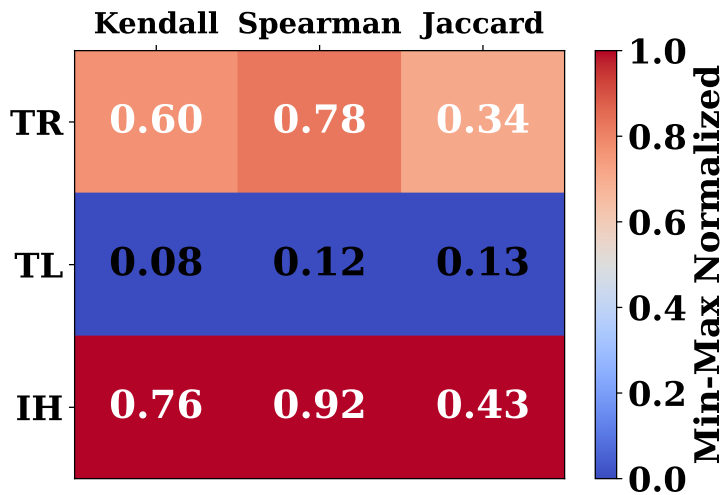 Kendall Spearman Jaccard
TR 0.60 0.78 0.34
TL 0.08 0.12 0.13
IH 0.76 0.92 0.43
1.0
0.8
0.6
0.4
0.2
0.0
Min-Max Normalized